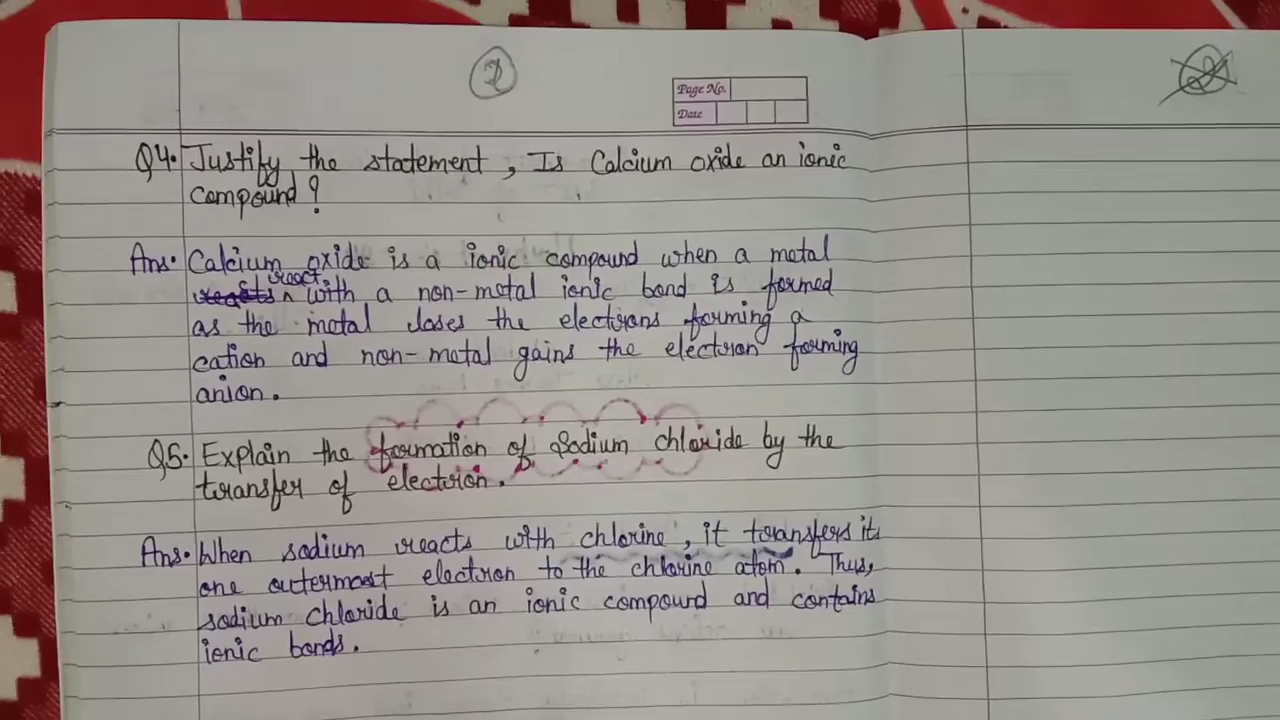 2
Page No.
Date
Q4. Justify the statement, Is Calcium oxide an ionic
compound?
Ans. Calcium oxide is a ionic compound when a metal
react
with a non-metal ionic bond is formed
as the metal loses the electrons forming a
cation and non-metal gains the electron forming
anion.
Q5. Explain the formation of Sodium chloride by the
transfer of electron.
Ans. When sodium reacts with chlorine, it transfers its
one outermost electron to the chlorine atom. Thus,
sodium chloride is an ionic compound and contains
ionic bonds.